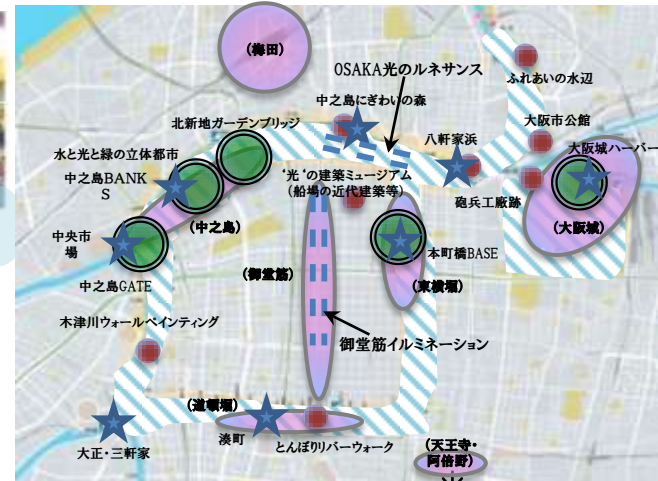 (梅田)
OSAKA光のルネサンス
ふれあいの水辺
中之島にぎわいの森
北新地ガーデンブリッジ
八軒家浜
大阪市公館
大阪城ハーバー
水と光と緑の立体都市
中之島BANK
S
‘光‘の建築ミュージアム
(船場の近代建築等)
砲兵工廠跡
(大阪城)
中央市
場
(中之島)
本町橋BASE
(御堂筋)
(東横堀)
中之島GATE
木津川ウォールペインティング
御堂筋イルミネーション
(道頓堀)
湊町
とんぼりリバーウォーク
大正・三軒家
(天王寺・
阿倍野)